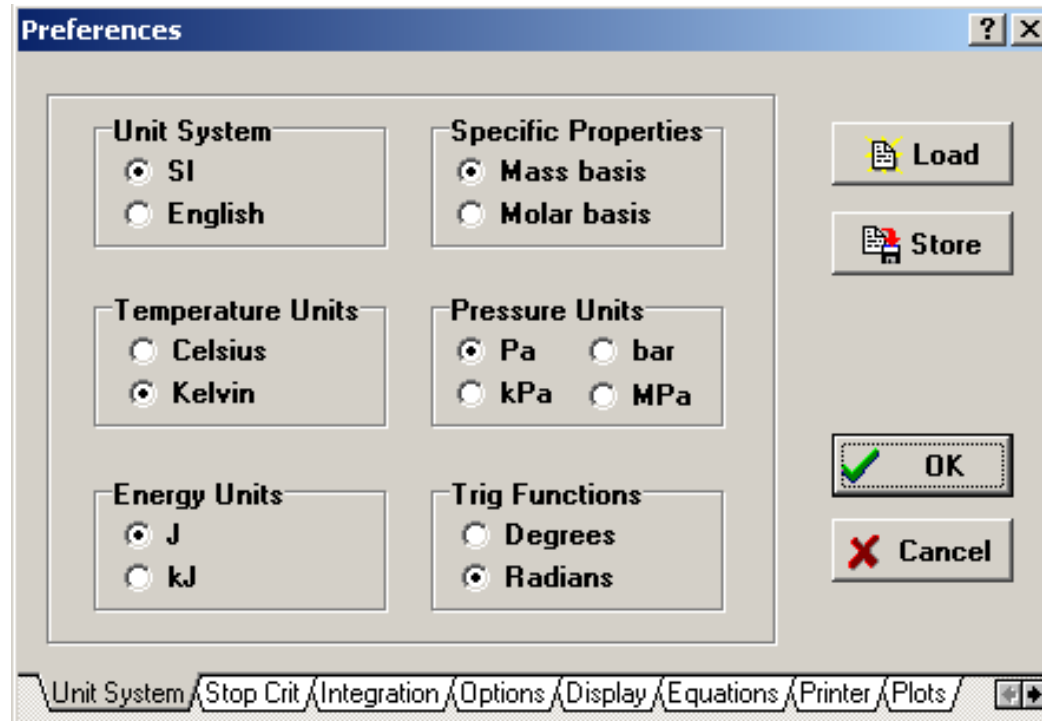 Preferences
Unit System
SI
English
Specific Properties
Mass basis
Molar basis
Load
Store
Temperature Units
Celsius
Kelvin
Pressure Units
Pa bar
kPa MPa
Energy Units
J
kJ
Trig Functions
Degrees
Radians
OK
Cancel
Unit System Stop Crit Integration Options Display Equations Printer Plots